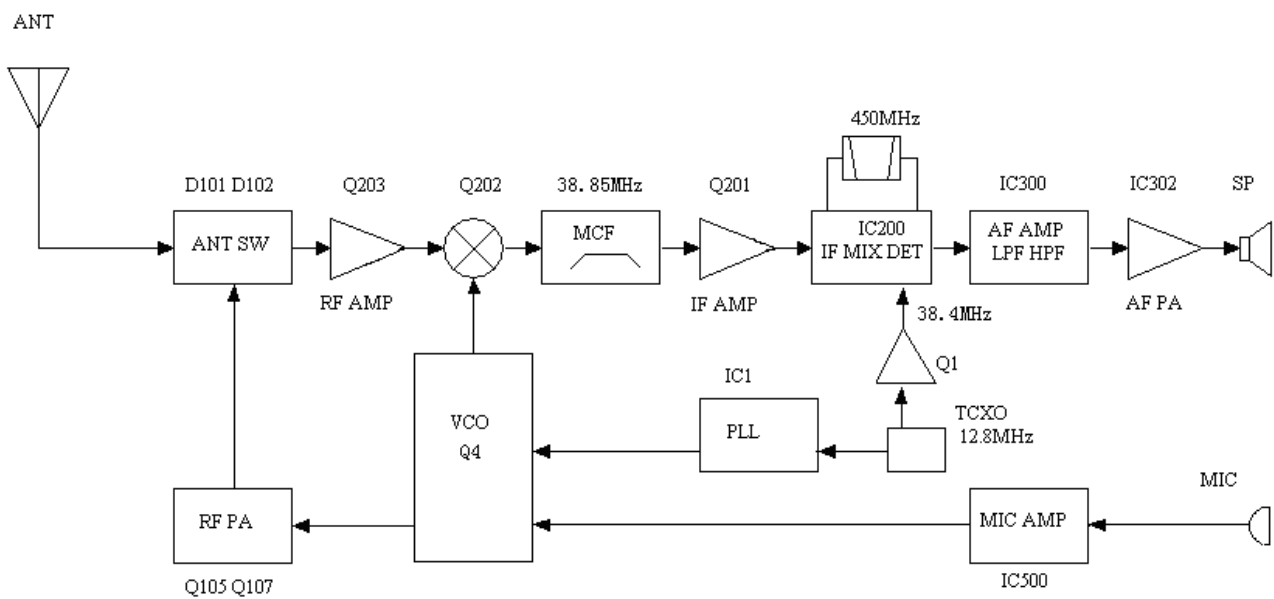 ANT
450MHz
D101 D102
Q203
Q202
38.85MHz
Q201
IC300
IC302
SP
ANT SW
MCF
IC200
IF MIX DET
AF AMP
LPF HPF
RF AMP
IF AMP
38.4MHz
AF PA
Q1
IC1
VCO
Q4
PLL
TCXO
12.8MHz
MIC
RF PA
MIC AMP
Q105 Q107
IC500